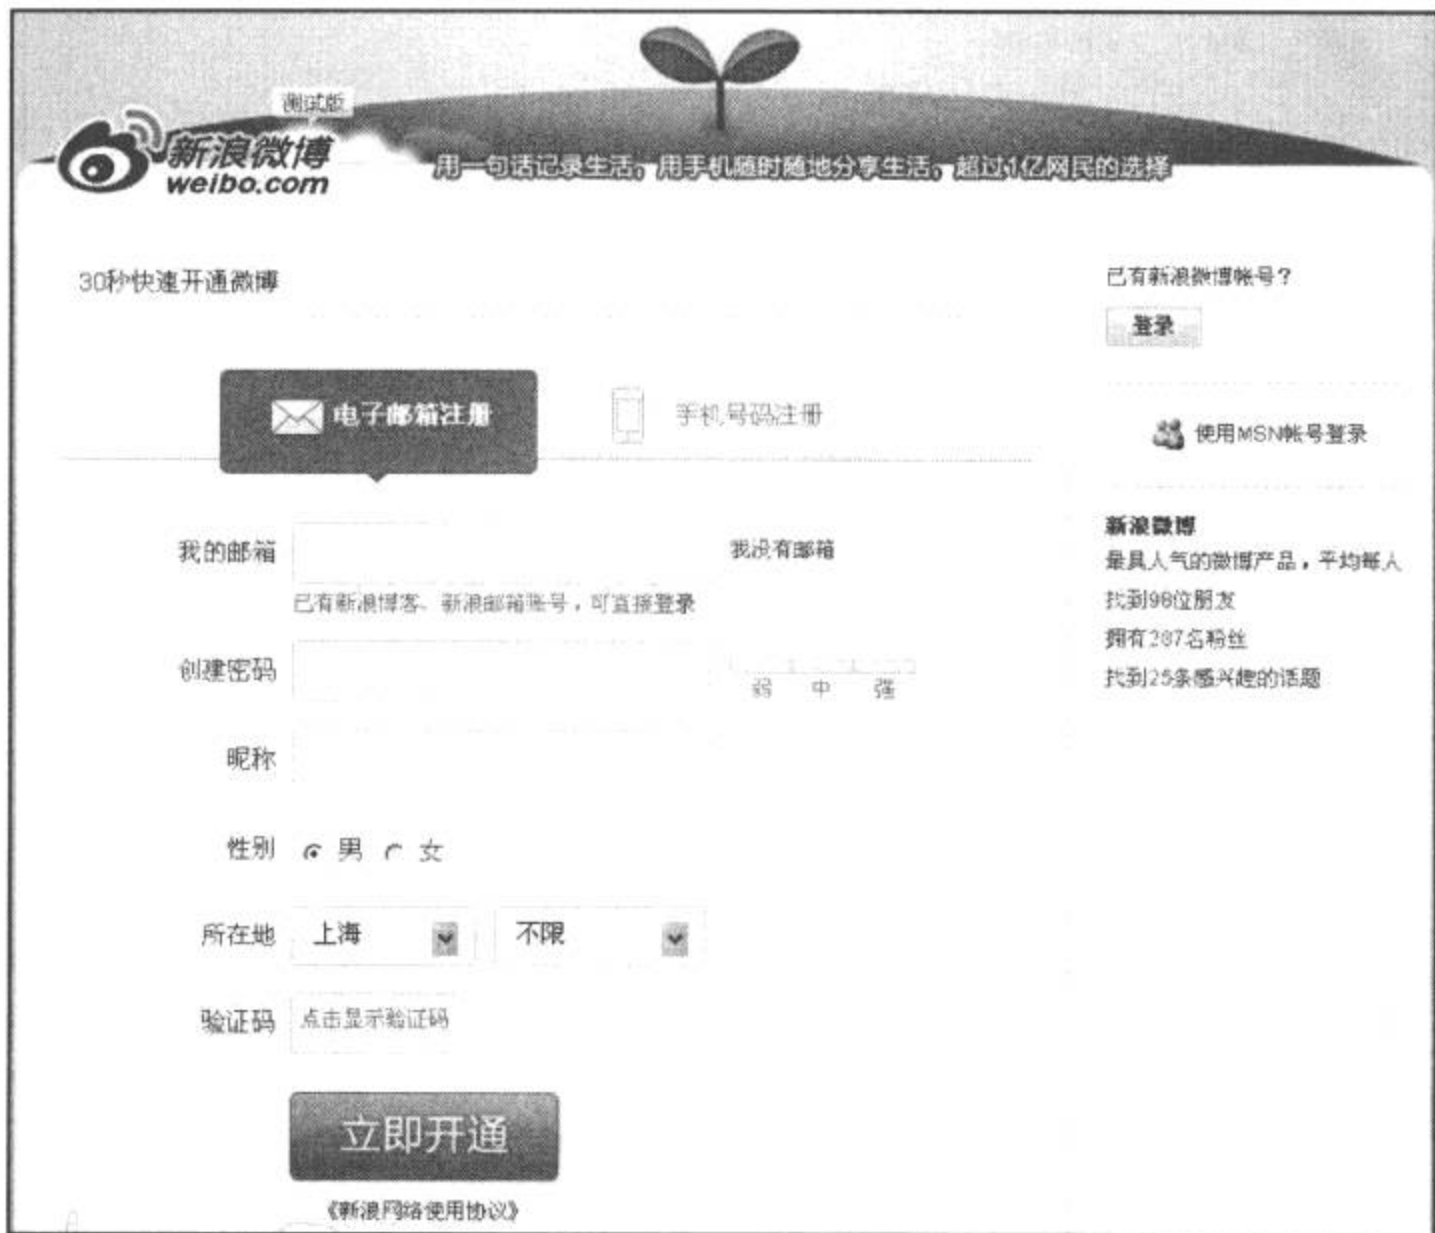 测试版
新浪微博
weibo.com
用一句话记录生活，用手机随时随地分享生活，超过1亿网民的选择
30秒快速开通微博
已有新浪微博帐号？
登录
电子邮箱注册
手机号码注册
使用MSN帐号登录
我的邮箱
我没有邮箱
已有新浪博客、新浪邮箱账号，可直接登录
创建密码
弱 中 强
昵称
性别 男 女
所在地 上海 不限
验证码 点击显示验证码
立即开通
《新浪网络使用协议》
新浪微博
最具人气的微博产品，平均每人
找到98位朋友
拥有287名粉丝
找到25条感兴趣的话题